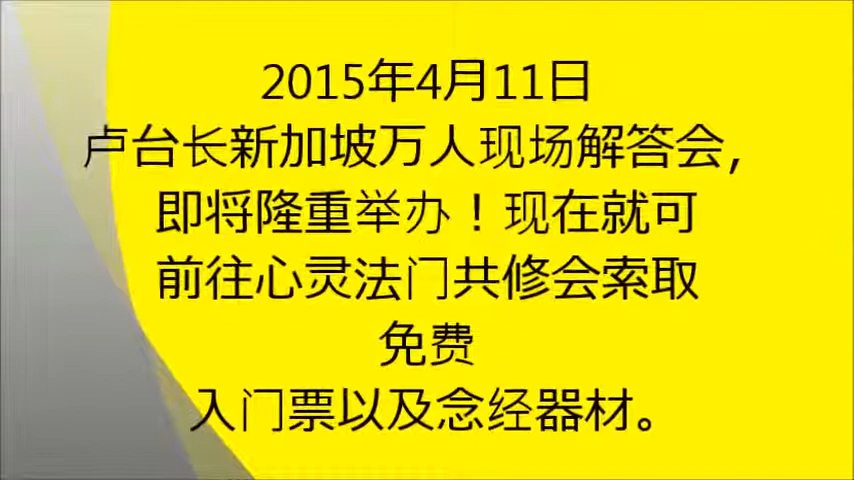 2015年4月11日
卢台长新加坡万人现场解答会，
即将隆重举办！现在就可
前往心灵法门共修会索取
免费
入门票以及念经器材。